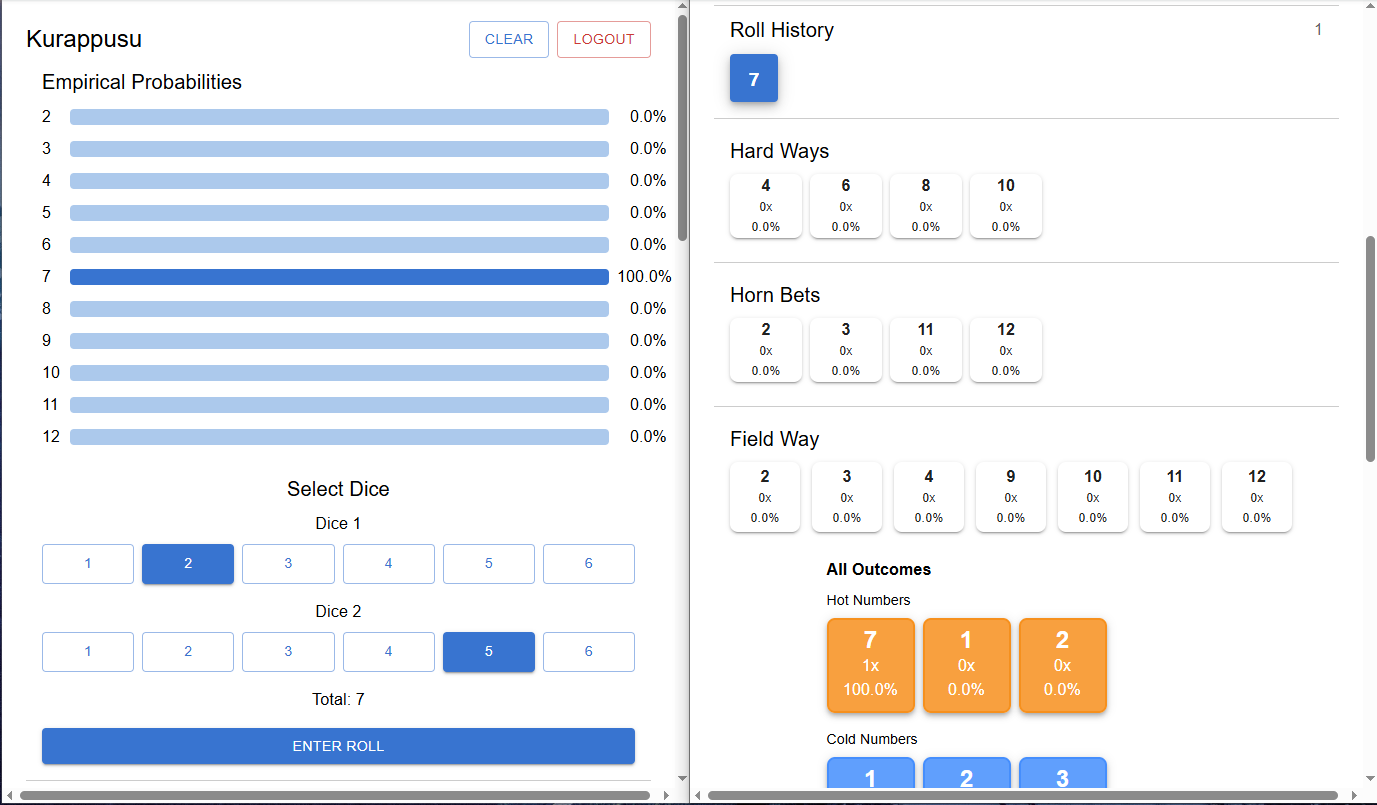 Kurappusu
CLEAR
LOGOUT
Empirical Probabilities
2 0.0%
3 0.0%
4 0.0%
5 0.0%
6 0.0%
7 100.0%
8 0.0%
9 0.0%
10 0.0%
11 0.0%
12 0.0%
Select Dice
Dice 1
1 2 3 4 5 6
Dice 2
1 2 3 4 5 6
Total: 7
ENTER ROLL
Roll History 1
7
Hard Ways
4 6 8 10
0x 0x 0x 0x
0.0% 0.0% 0.0% 0.0%
Horn Bets
2 3 11 12
0x 0x 0x 0x
0.0% 0.0% 0.0% 0.0%
Field Way
2 3 4 9 10 11 12
0x 0x 0x 0x 0x 0x 0x
0.0% 0.0% 0.0% 0.0% 0.0% 0.0% 0.0%
All Outcomes
Hot Numbers
7 1 2
1x 0x 0x
100.0% 0.0% 0.0%
Cold Numbers
1 2 3